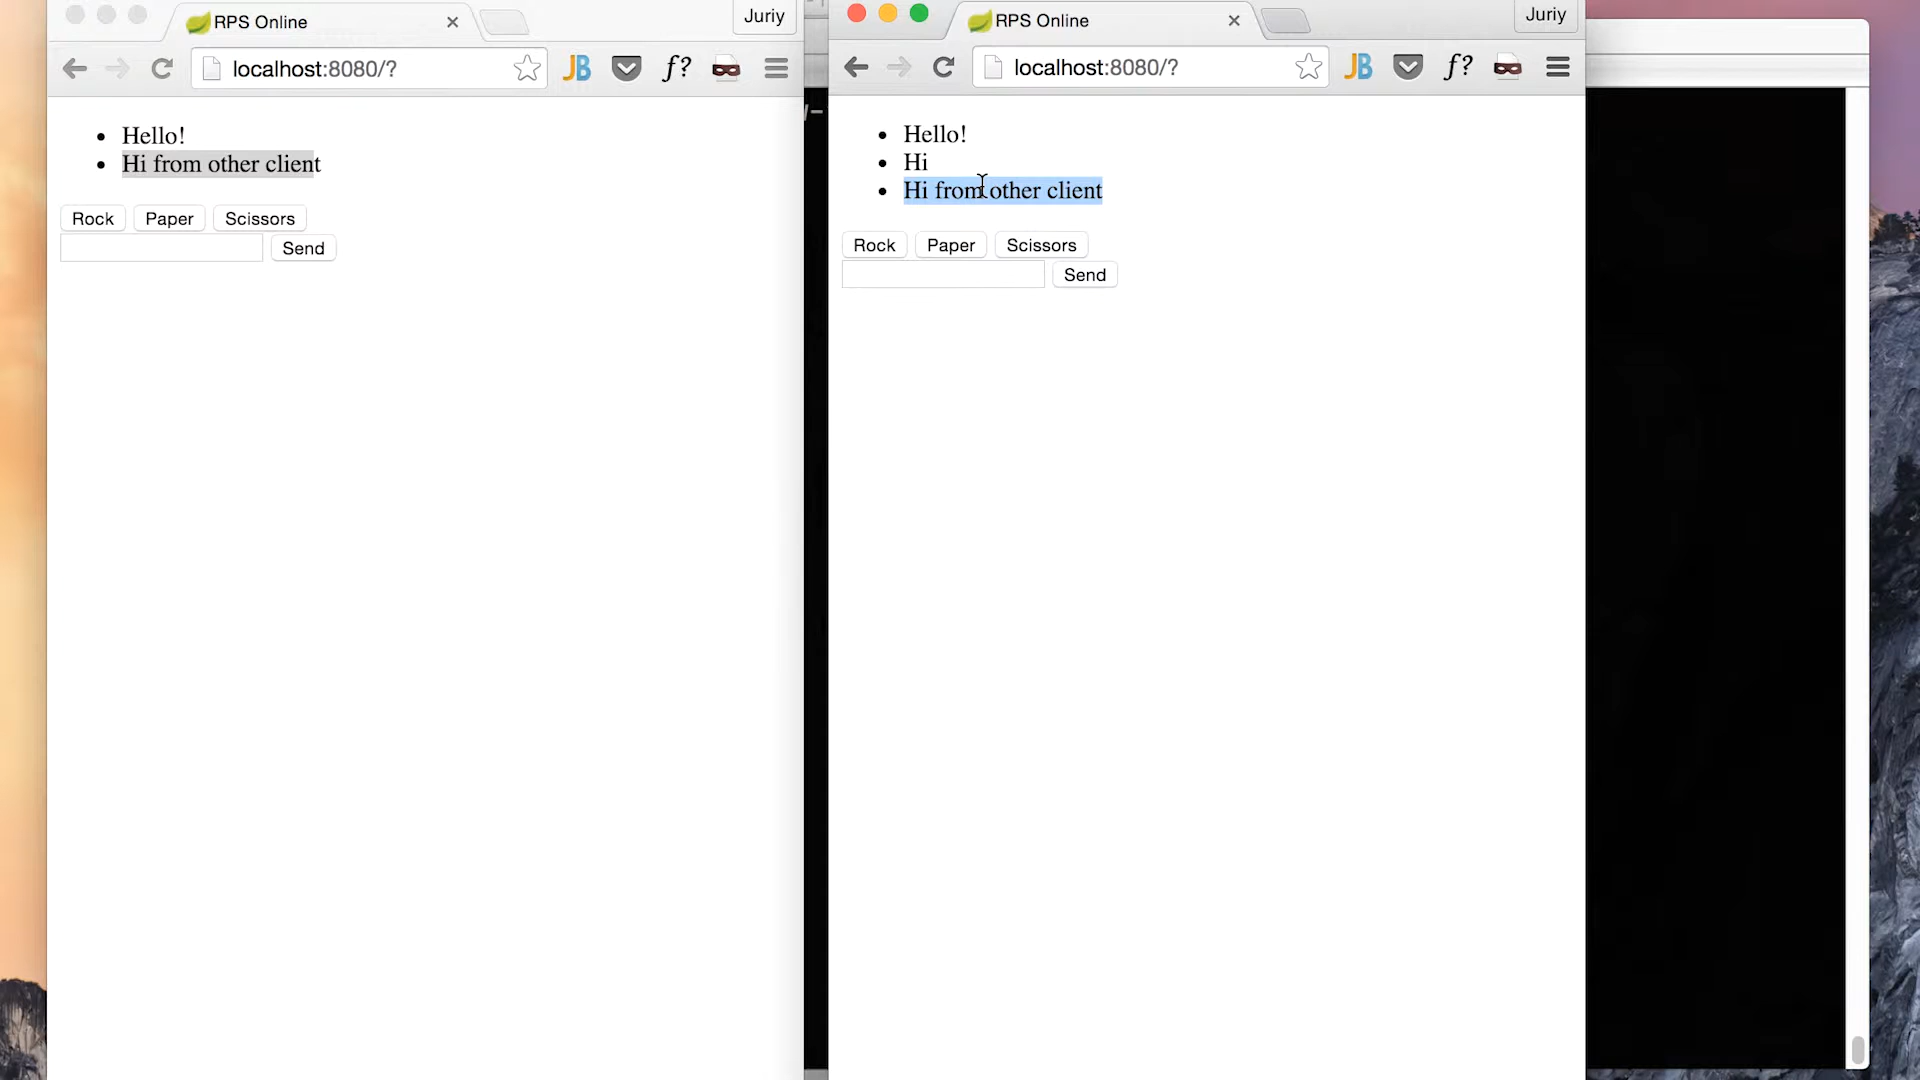 RPS Online
Juriy
localhost:8080/?
JB
f?
Hello!
Hi from other client
Rock
Paper
Scissors
Send
RPS Online
Juriy
localhost:8080/?
JB
f?
Hello!
Hi
Hi from other client
Rock
Paper
Scissors
Send